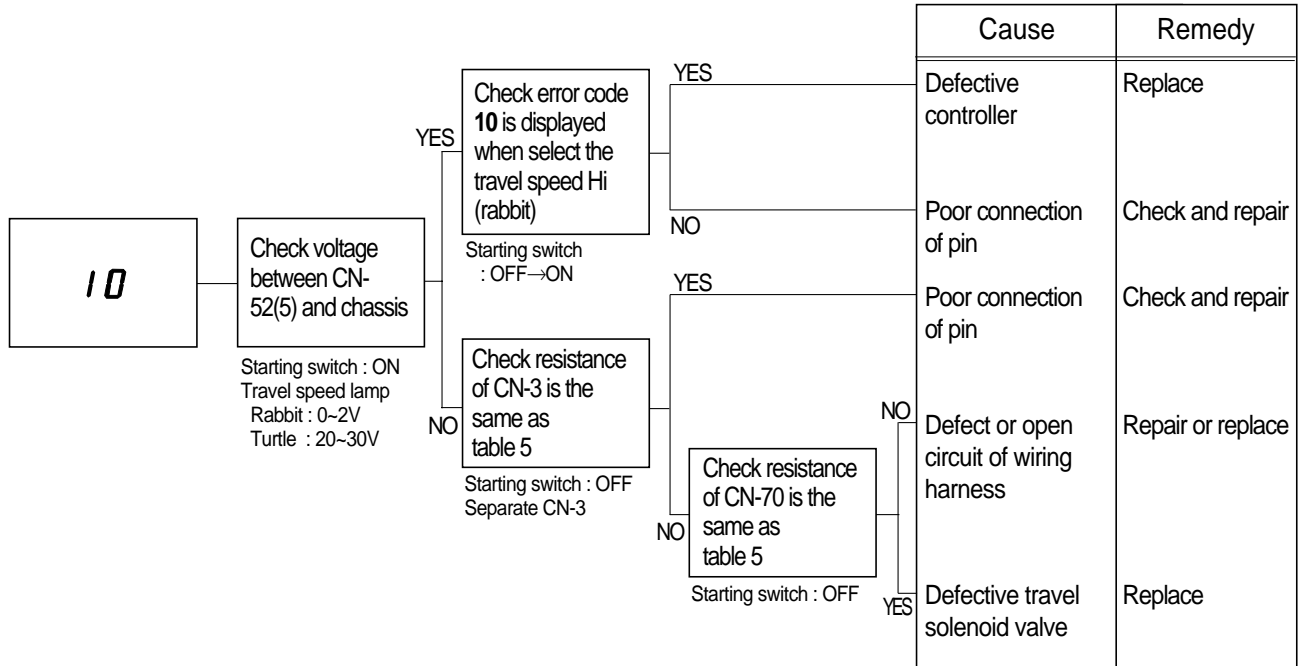 Cause
Remedy
10
Check voltage
between CN-
52(5) and chassis
Starting switch : ON
Travel speed lamp
Rabbit : 0~2V
Turtle : 20~30V
YES
Check error code
10 is displayed
when select the
travel speed Hi
(rabbit)
Starting switch
: OFF→ON
YES
Defective
controller
Replace
NO
Poor connection
of pin
Check and repair
NO
Check resistance
of CN-3 is the
same as
table 5
Starting switch : OFF
Separate CN-3
YES
Poor connection
of pin
Check and repair
NO
Check resistance
of CN-70 is the
same as
table 5
Starting switch : OFF
NO
Defect or open
circuit of wiring
harness
Repair or replace
YES
Defective travel
solenoid valve
Replace